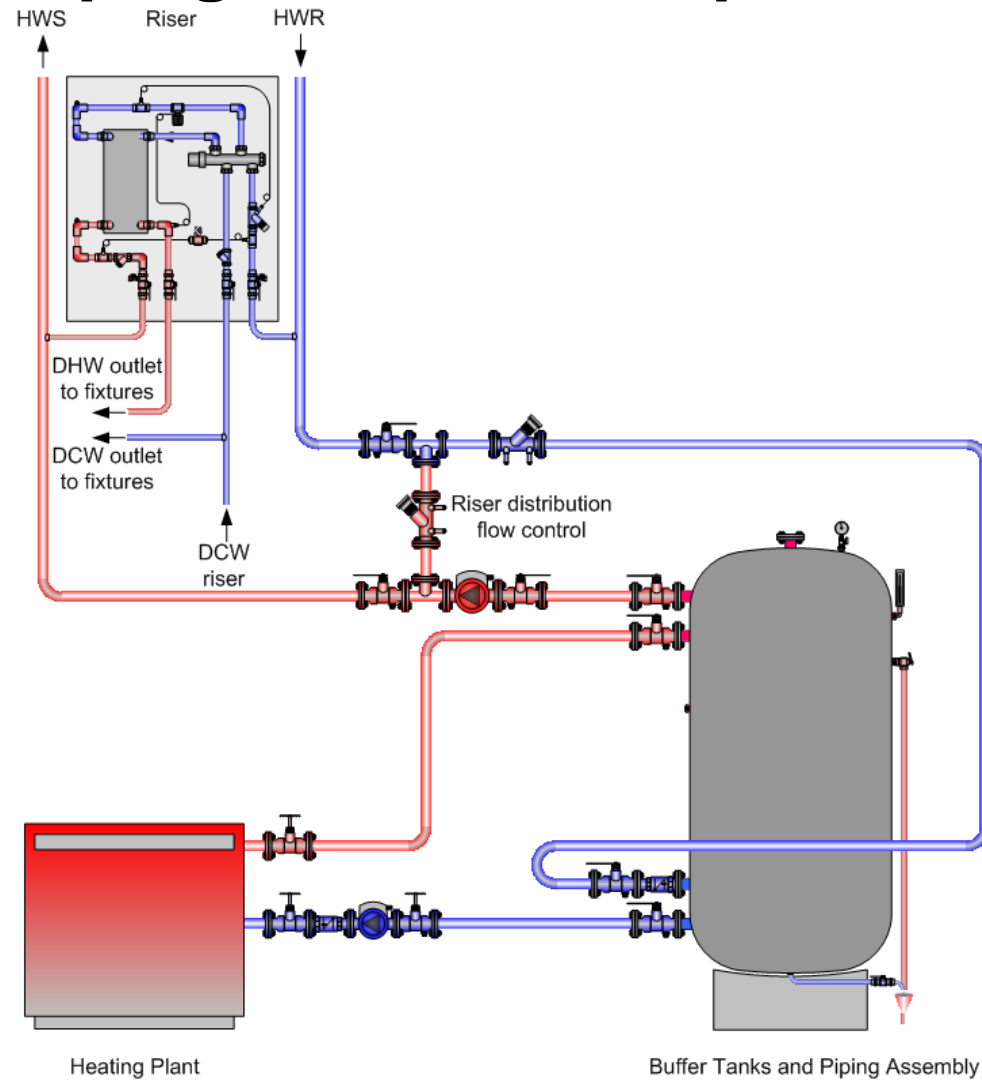 HWS
Riser
HWR
DHW outlet
to fixtures
DCW outlet
to fixtures
DCW
riser
Riser distribution
flow control
Heating Plant
Buffer Tanks and Piping Assembly